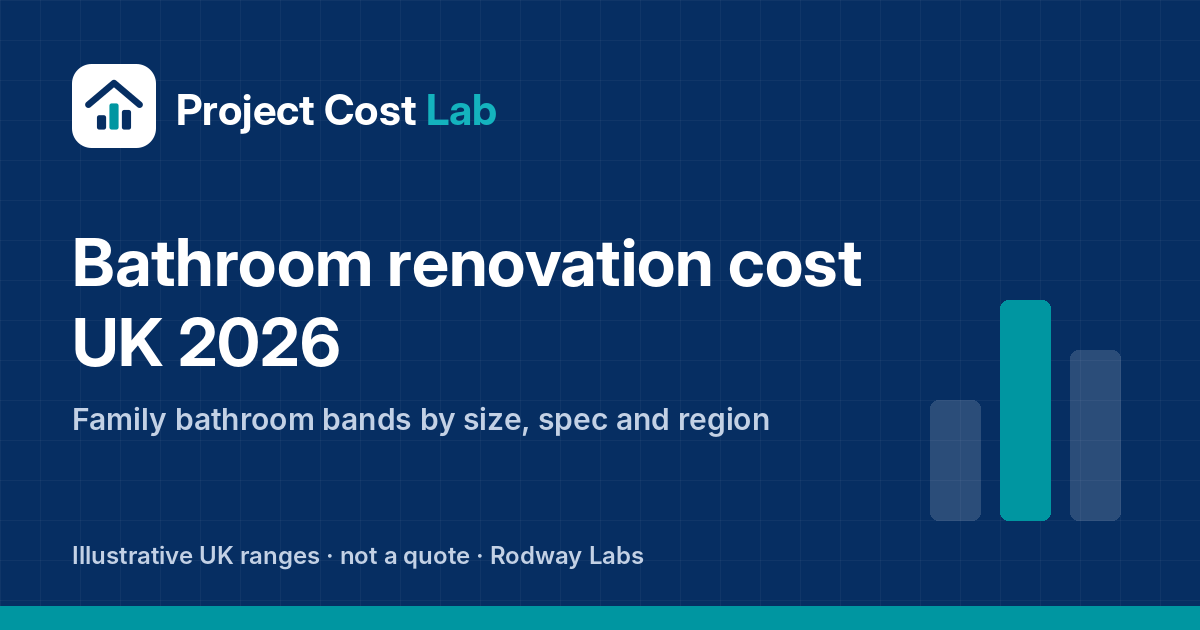 Project Cost Lab
Bathroom renovation cost
UK 2026
Family bathroom bands by size, spec and region
Illustrative UK ranges · not a quote · Rodway Labs